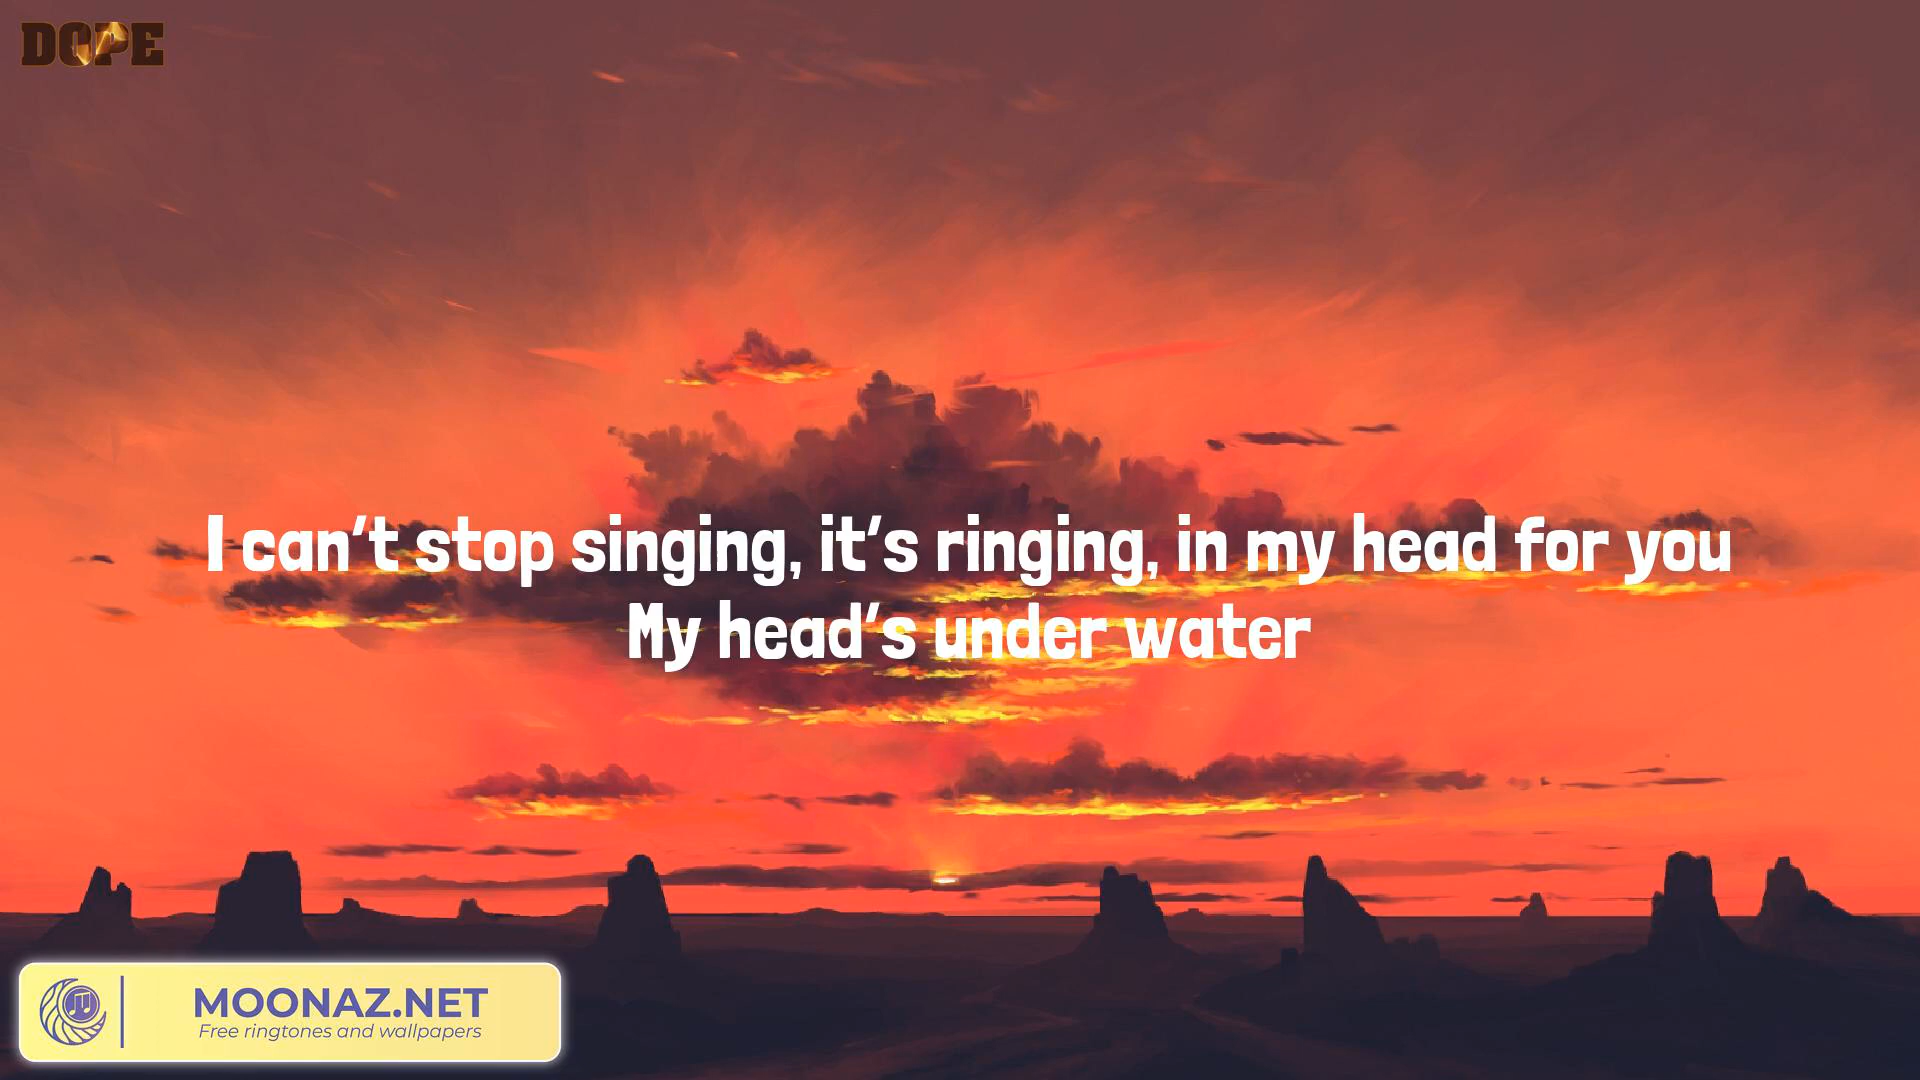 DOPE
I can't stop singing, it's ringing, in my head for you
My head's under water
MOONAZ.NET
Free ringtones and wallpapers